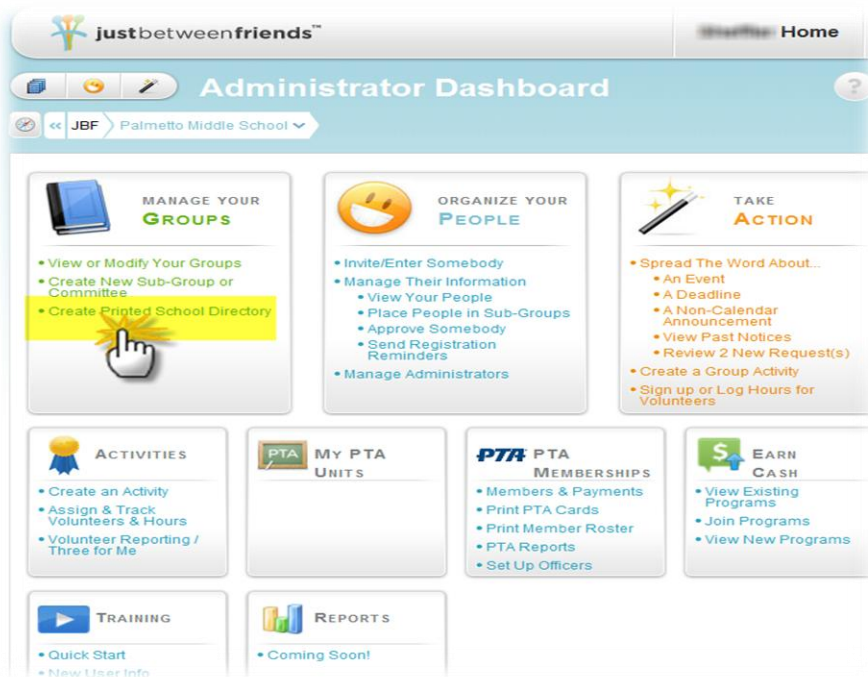 justbetweenfriends™
Home
Administrator Dashboard
?
<< JBF Palmetto Middle School
MANAGE YOUR
GROUPS
• View or Modify Your Groups
• Create New Sub-Group or
Committee
• Create Printed School Directory
ORGANIZE YOUR
PEOPLE
• Invite/Enter Somebody
• Manage Their Information
• View Your People
• Place People in Sub-Groups
• Approve Somebody
• Send Registration
Reminders
• Manage Administrators
TAKE
ACTION
• Spread The Word About...
• An Event
• A Deadline
• A Non-Calendar
Announcement
• View Past Notices
• Review 2 New Request(s)
• Create a Group Activity
• Sign up or Log Hours for
Volunteers
ACTIVITIES
• Create an Activity
• Assign & Track
Volunteers & Hours
• Volunteer Reporting /
Three for Me
PTA
MY PTA
UNITS
PTA PTA
MEMBERSHIPS
• Members & Payments
• Print PTA Cards
• Print Member Roster
• PTA Reports
• Set Up Officers
$
EARN
CASH
• View Existing
Programs
• Join Programs
• View New Programs
TRAINING
• Quick Start
• New User Info
REPORTS
• Coming Soon!